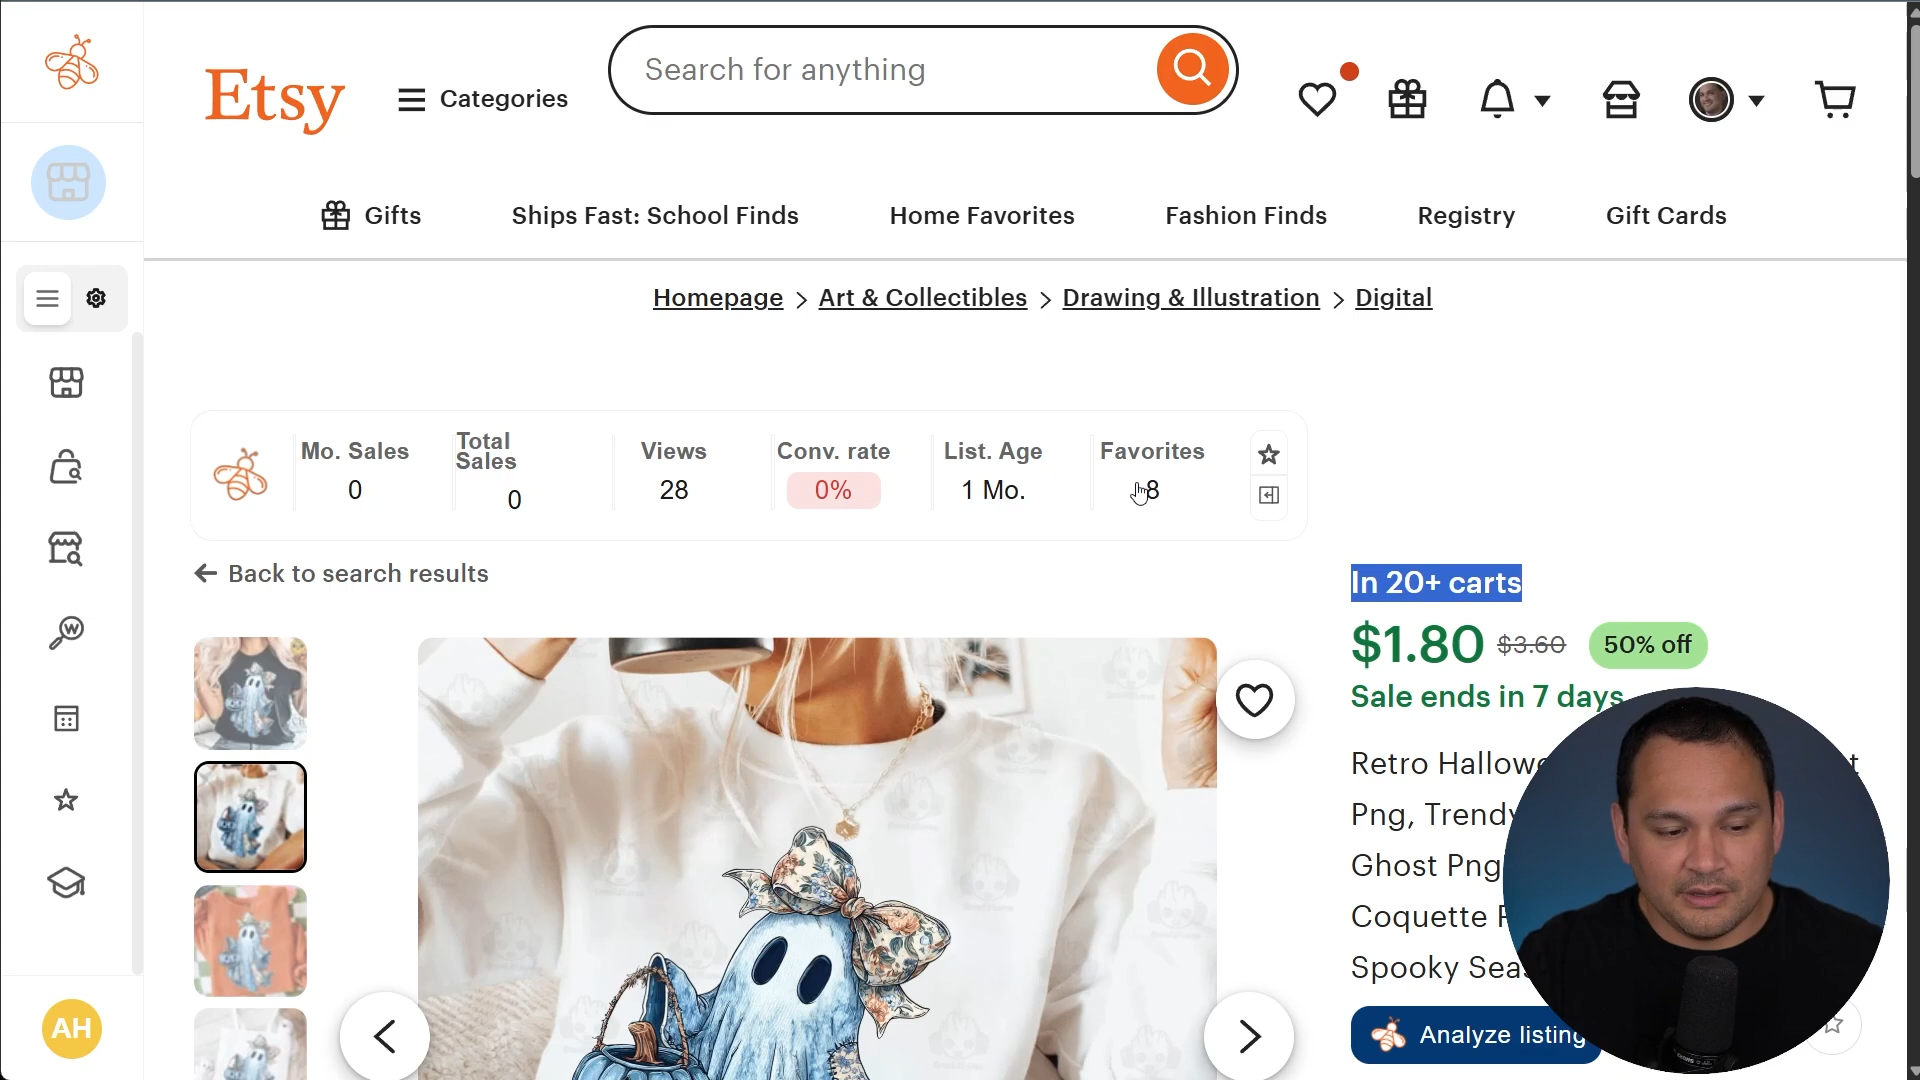 Etsy
Categories
Search for anything
Gifts
Ships Fast: School Finds
Home Favorites
Fashion Finds
Registry
Gift Cards
Homepage > Art & Collectibles > Drawing & Illustration > Digital
Mo. Sales
0
Total
Sales
0
Views
28
Conv. rate
0%
List. Age
1 Mo.
Favorites
8
Back to search results
In 20+ carts
$1.80 $3.60 50% off
Sale ends in 7 days
Retro
Png,
Ghost Png
Coquette
Spooky
Analyze listing
AH